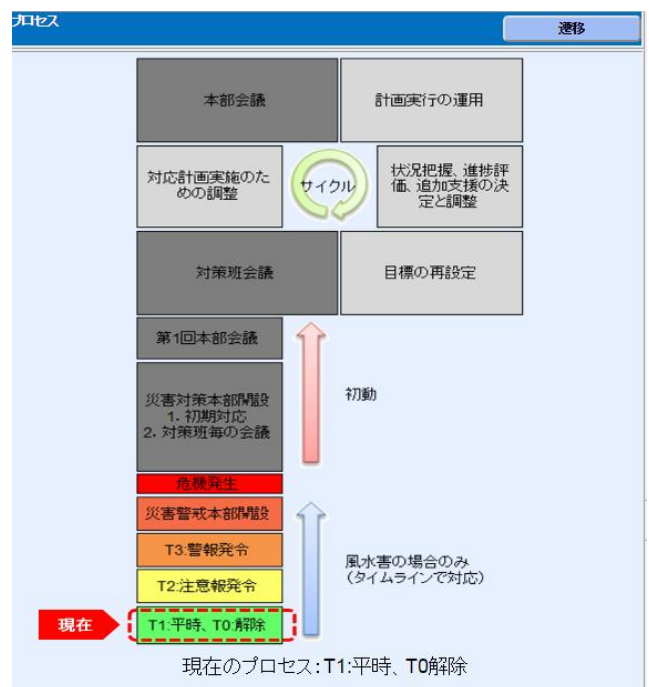 プロセス
遷移
本部会議
計画実行の運用
対応計画実施のた
めの調整
サイクル
状況把握、進捗評
価、追加支援の決
定と調整
対策班会議
目標の再設定
第1回本部会議
災害対策本部開設
1. 初期対応
2. 対策班毎の会議
初動
危機発生
災害警戒本部開設
T3:警報発令
風水害の場合のみ
(タイムラインで対応)
T2:注意報発令
現在
T1:平時、T0:解除
現在のプロセス:T1:平時、T0解除